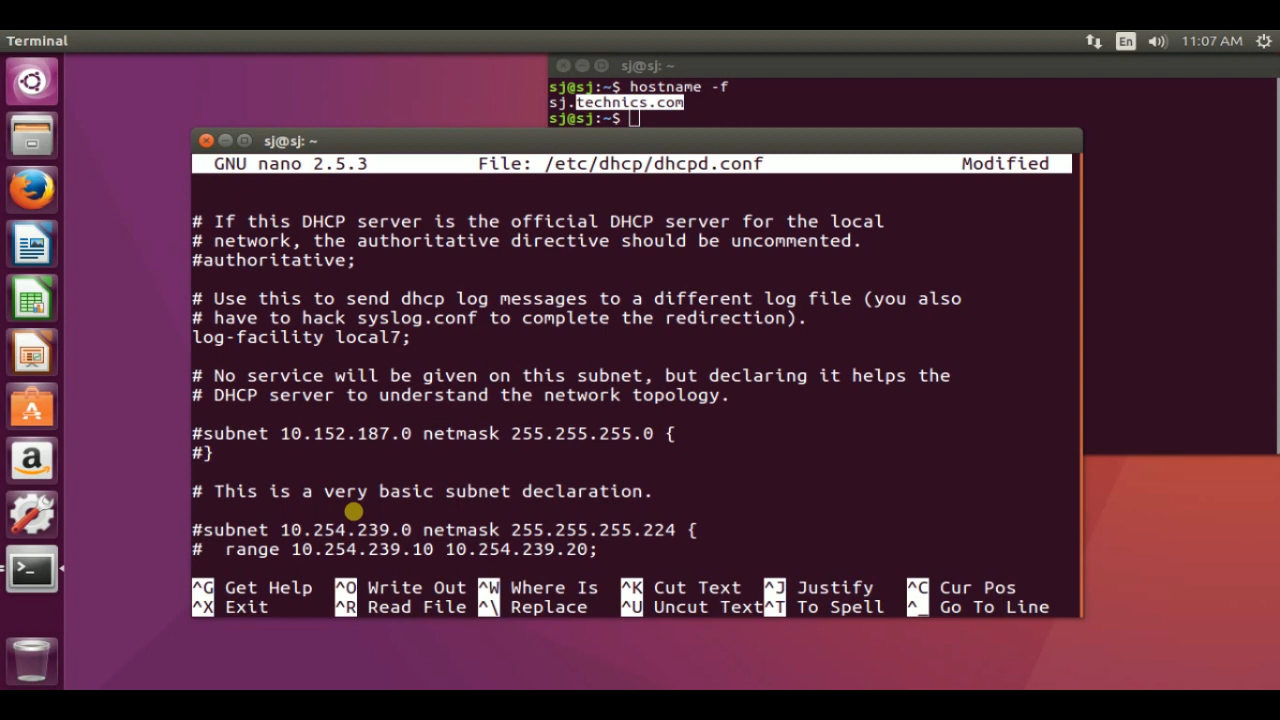 Terminal
En
11:07 AM
sj@sj: ~
sj@sj:~$ hostname -f
sj.technics.com
sj@sj:~$
sj@sj: ~
GNU nano 2.5.3 File: /etc/dhcp/dhcpd.conf Modified
# If this DHCP server is the official DHCP server for the local
# network, the authoritative directive should be uncommented.
#authoritative;
# Use this to send dhcp log messages to a different log file (you also
# have to hack syslog.conf to complete the redirection).
log-facility local7;
# No service will be given on this subnet, but declaring it helps the
# DHCP server to understand the network topology.
#subnet 10.152.187.0 netmask 255.255.255.0 {
#}
# This is a very basic subnet declaration.
#subnet 10.254.239.0 netmask 255.255.255.224 {
#  range 10.254.239.10 10.254.239.20;
^G Get Help ^O Write Out ^W Where Is ^K Cut Text ^J Justify ^C Cur Pos
^X Exit ^R Read File ^\ Replace ^U Uncut Text ^T To Spell ^_ Go To Line